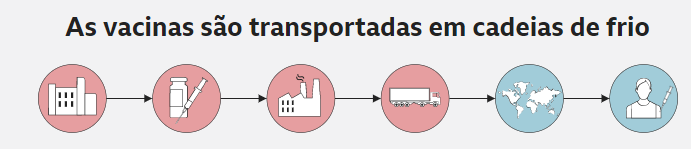 As vacinas são transportadas em cadeias de frio